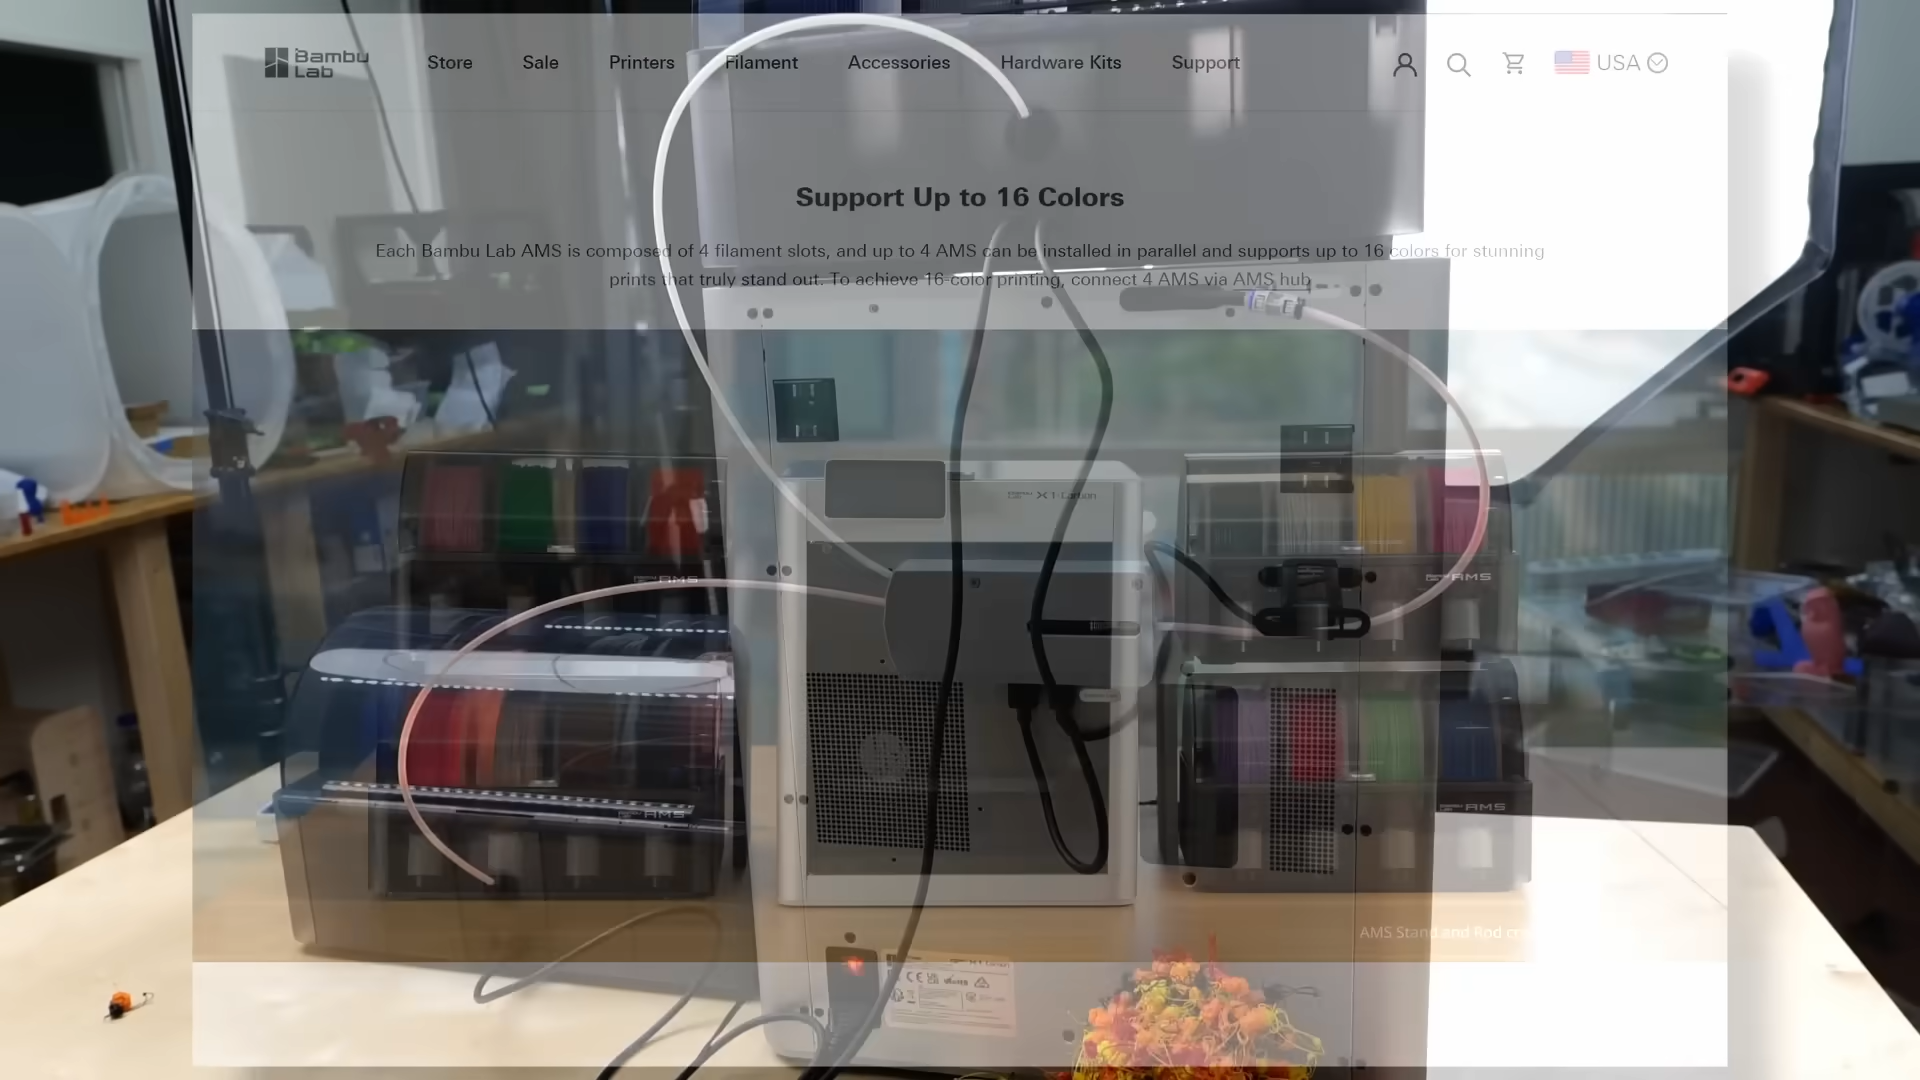 Bambu
Lab
Store
Sale
Printers
Filament
Accessories
Hardware Kits
Support
USA
Support Up to 16 Colors
Each Bambu Lab AMS is composed of 4 filament slots, and up to 4 AMS can be installed in parallel and supports up to 16 colors for stunning
prints that truly stand out. To achieve 16-color printing, connect 4 AMS via AMS hub
X1-Carbon
AMS
AMS
AMS
AMS
AMS Stand and Rod